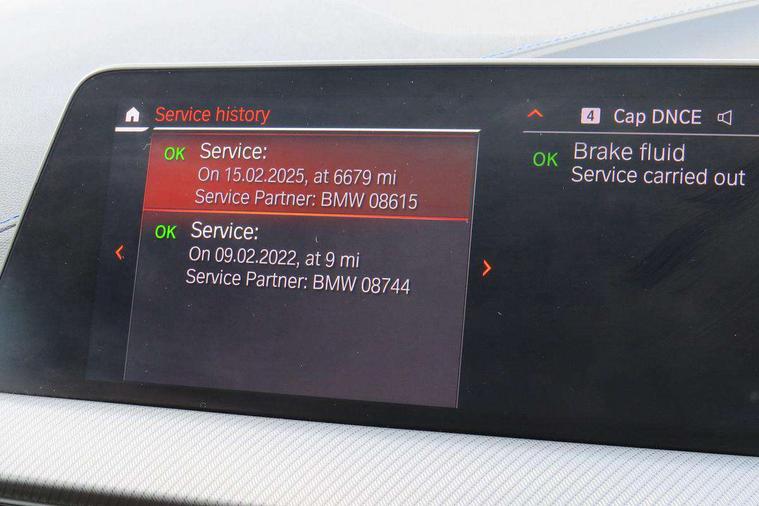 Service history
OK Service:
On 15.02.2025, at 6679 mi
Service Partner: BMW 08615
OK Service:
On 09.02.2022, at 9 mi
Service Partner: BMW 08744
4 Cap DNCE
OK Brake fluid
Service carried out